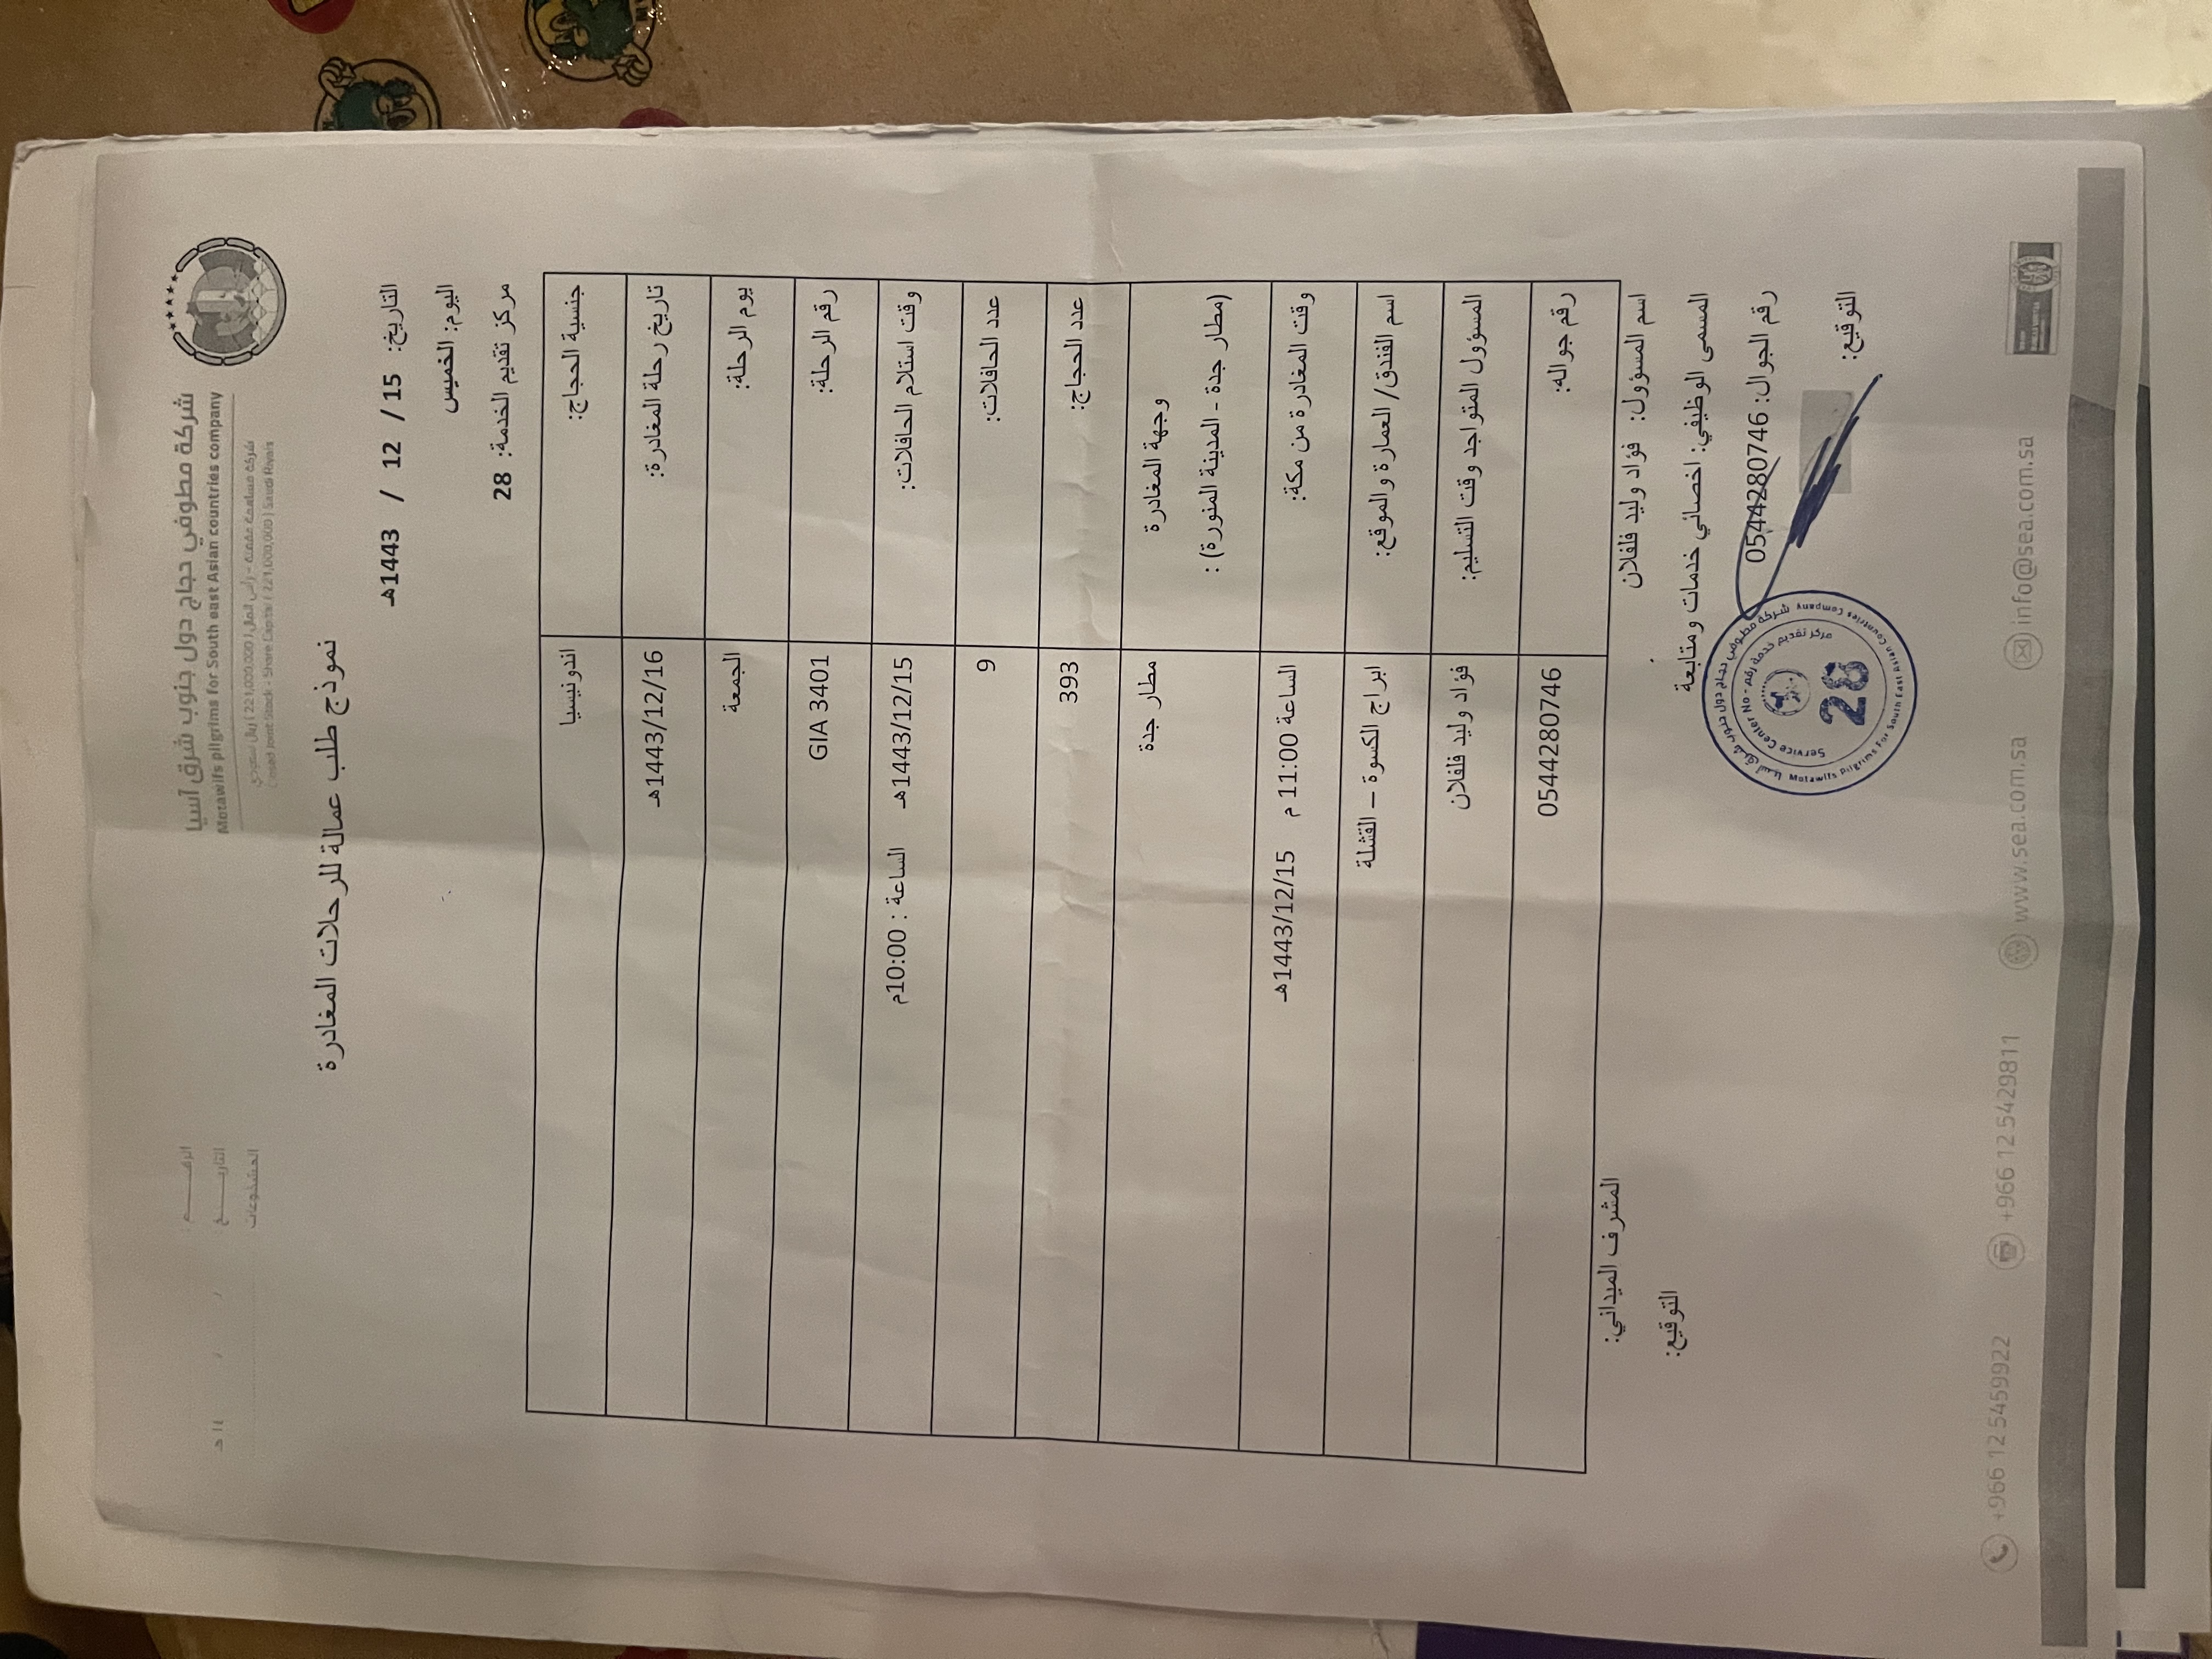 شركة مطوفي حجاج دول جنوب شرق آسيا
Motawifs pilgrims for South east Asian countries company
شركة مساهمة مقفلة - رأس المال ( 221,000,000 ) ريال سعودي
Closed Joint Stock - Share Capital ( 221,000,000 ) Saudi Riyals
الرقــــــم :
التاريـــــخ : / / ١٤ هـ
المشفوعات
نموذج طلب عمالة للرحلات المغادرة
التاريخ: 15 / 12 / 1443هـ
اليوم: الخميس
مركز تقديم الخدمة: 28
جنسية الحجاج: اندونيسيا
تاريخ رحلة المغادرة: 1443/12/16هـ
يوم الرحلة: الجمعة
رقم الرحلة: GIA 3401
وقت استلام الحافلات: 1443/12/15هـ الساعة : 10:00م
عدد الحافلات: 9
عدد الحجاج: 393
وجهة المغادرة مطار جدة
(مطار جدة - المدينة المنورة) :
وقت المغادرة من مكة: الساعة 11:00 م 1443/12/15هـ
اسم الفندق/ العمارة والموقع: ابراج الكسوة – القشلة
المسؤول المتواجد وقت التسليم: فؤاد وليد فلفلان
رقم جواله: 0544280746
اسم المسؤول: فؤاد وليد فلفلان
المشرف الميداني:
المسمى الوظيفي: اخصائي خدمات ومتابعة
التوقيع:
رقم الجوال: 0544280746
التوقيع:
شركة مطوفي حجاج دول جنوب شرق آسيا
Motawifs Pilgrims For South East Asian Countries Company
مركز تقديم خدمة رقم - Service Center No
28
+966 12 5459922
+966 12 5429811
www.sea.com.sa
info@sea.com.sa
BUREAU VERITAS